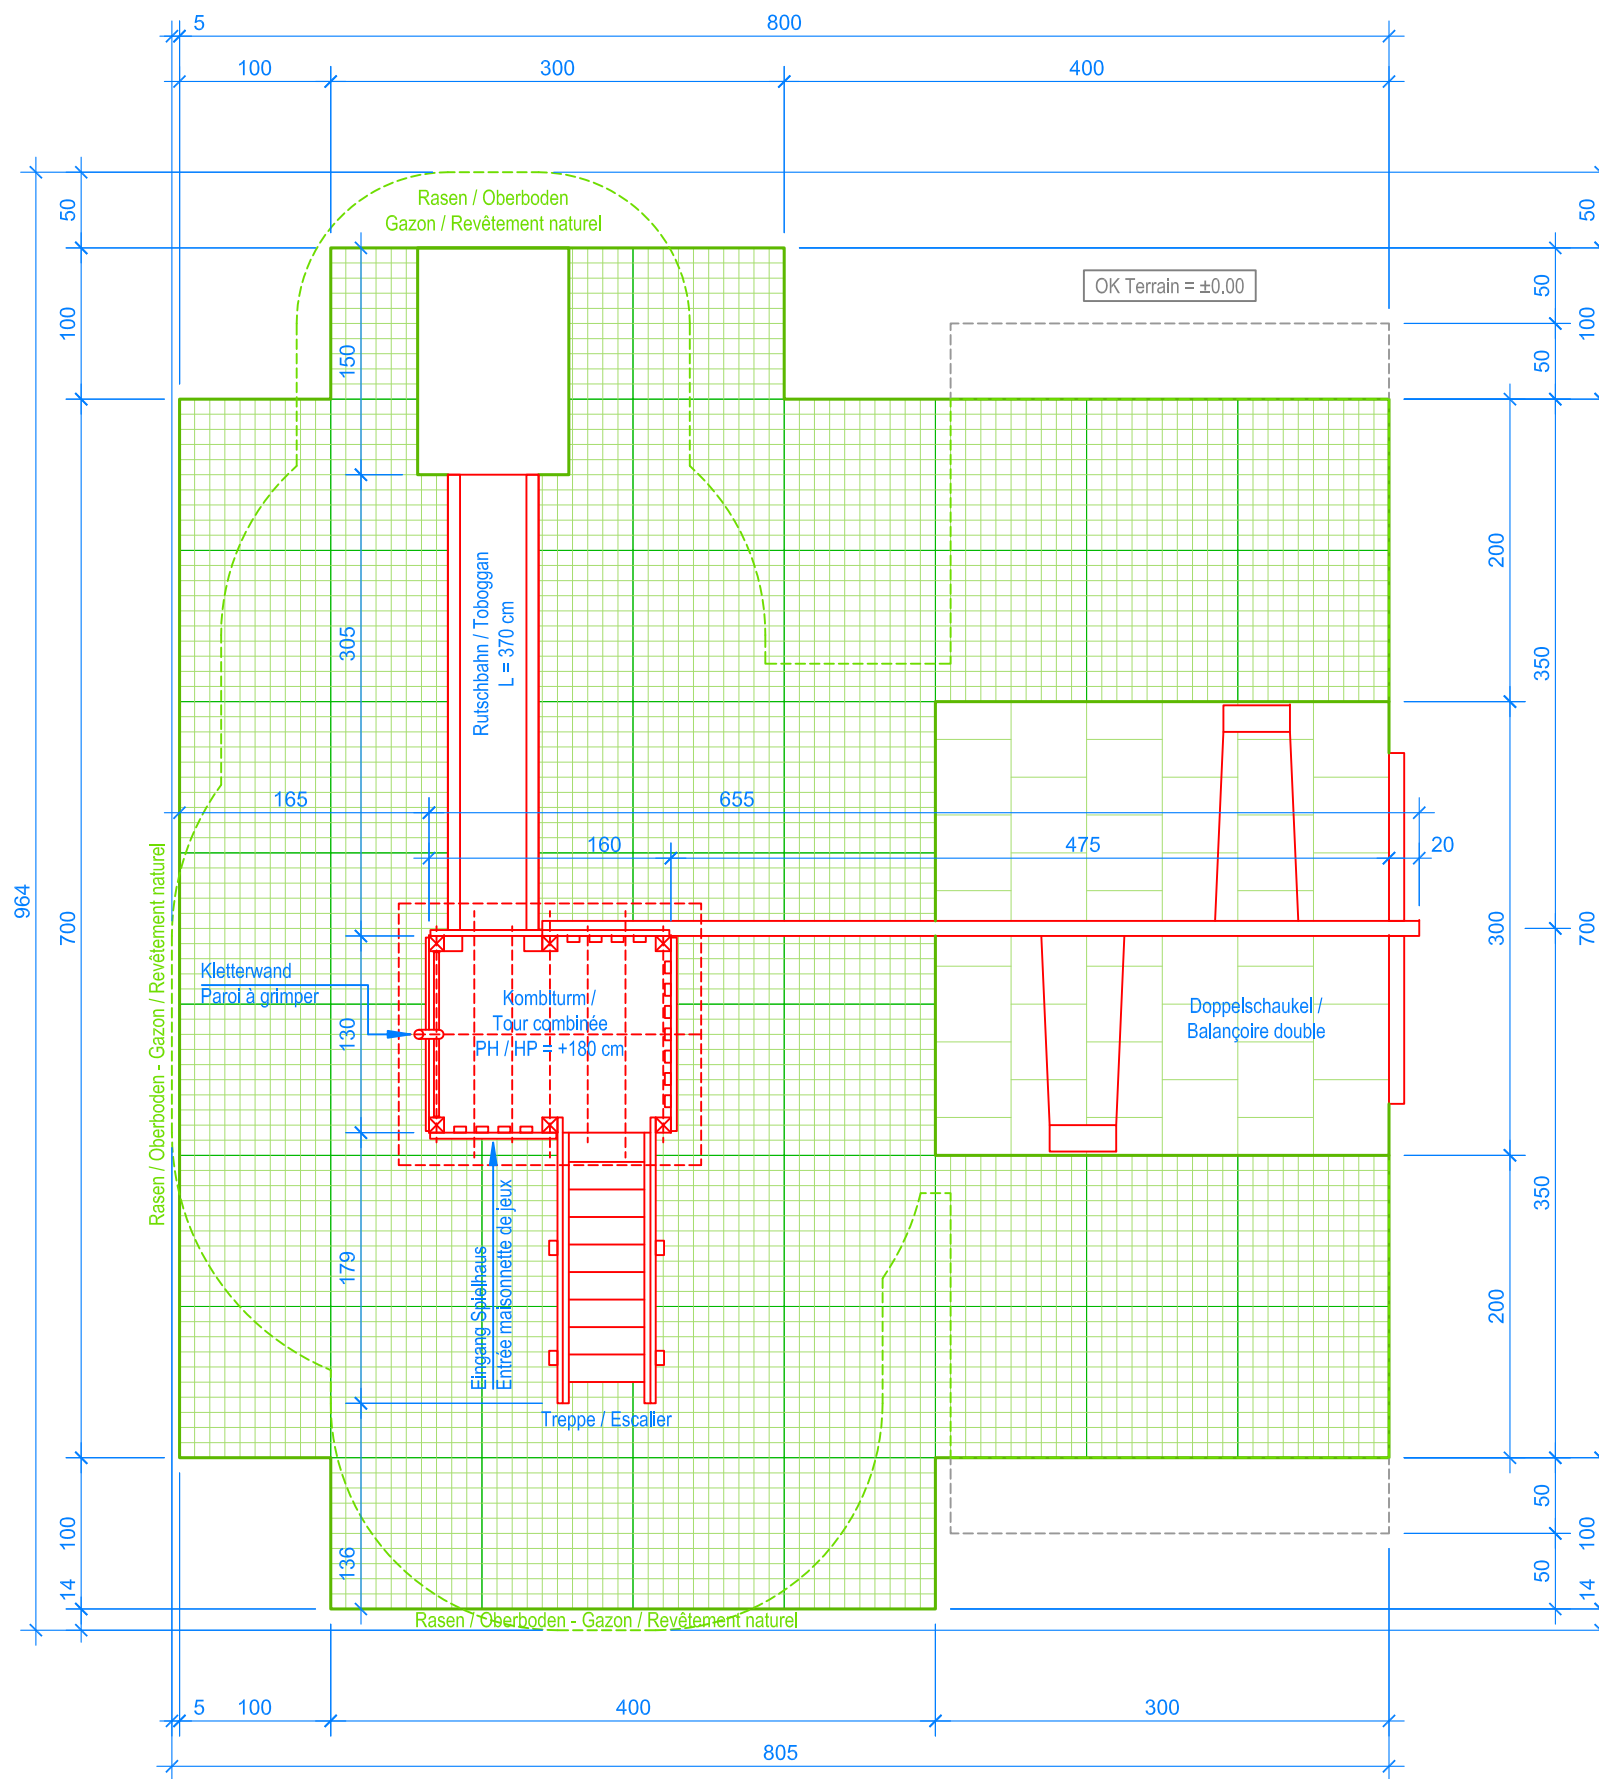 5
800
100
300
400
Rasen / Oberboden
Gazon / Revêtement naturel
OK Terrain = ±0.00
50
100
700
100
14
964
150
305
130
179
136
Rutschbahn / Toboggan
L = 370 cm
165
655
160
475
20
Kletterwand
Paroi à grimper
Kombiturm /
Tour combinée
PH / HP = +180 cm
Doppelschaukel /
Balançoire double
Rasen / Oberboden - Gazon / Revêtement naturel
Eingang Spielhaus
Entrée maisonnette de jeux
Treppe / Escalier
Rasen / Oberboden - Gazon / Revêtement naturel
200
300
200
50
50
350
350
50
50
50
100
700
100
14
5
100
400
300
805